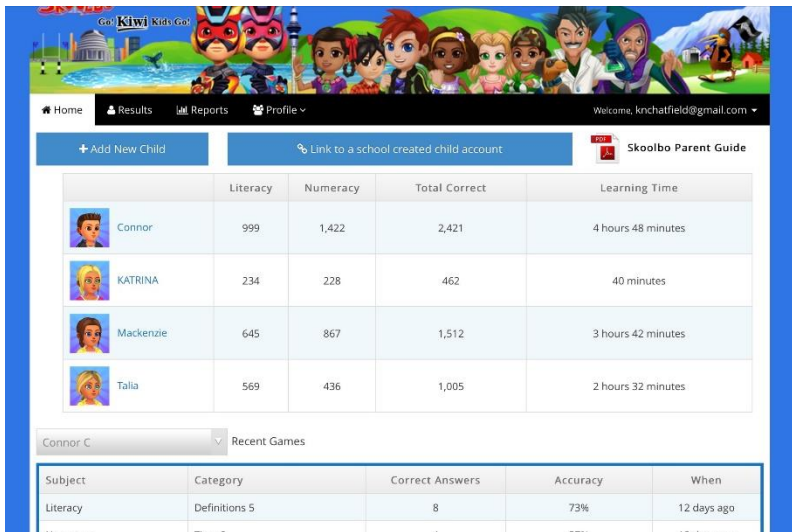 Go! Kiwi Kids Go!
Home Results Reports Profile Welcome, knchatfield@gmail.com
+ Add New Child Link to a school created child account PDF Skoolbo Parent Guide
Literacy Numeracy Total Correct Learning Time
Connor 999 1,422 2,421 4 hours 48 minutes
KATRINA 234 228 462 40 minutes
Mackenzie 645 867 1,512 3 hours 42 minutes
Talia 569 436 1,005 2 hours 32 minutes
Connor C Recent Games
Subject Category Correct Answers Accuracy When
Literacy Definitions 5 8 73% 12 days ago